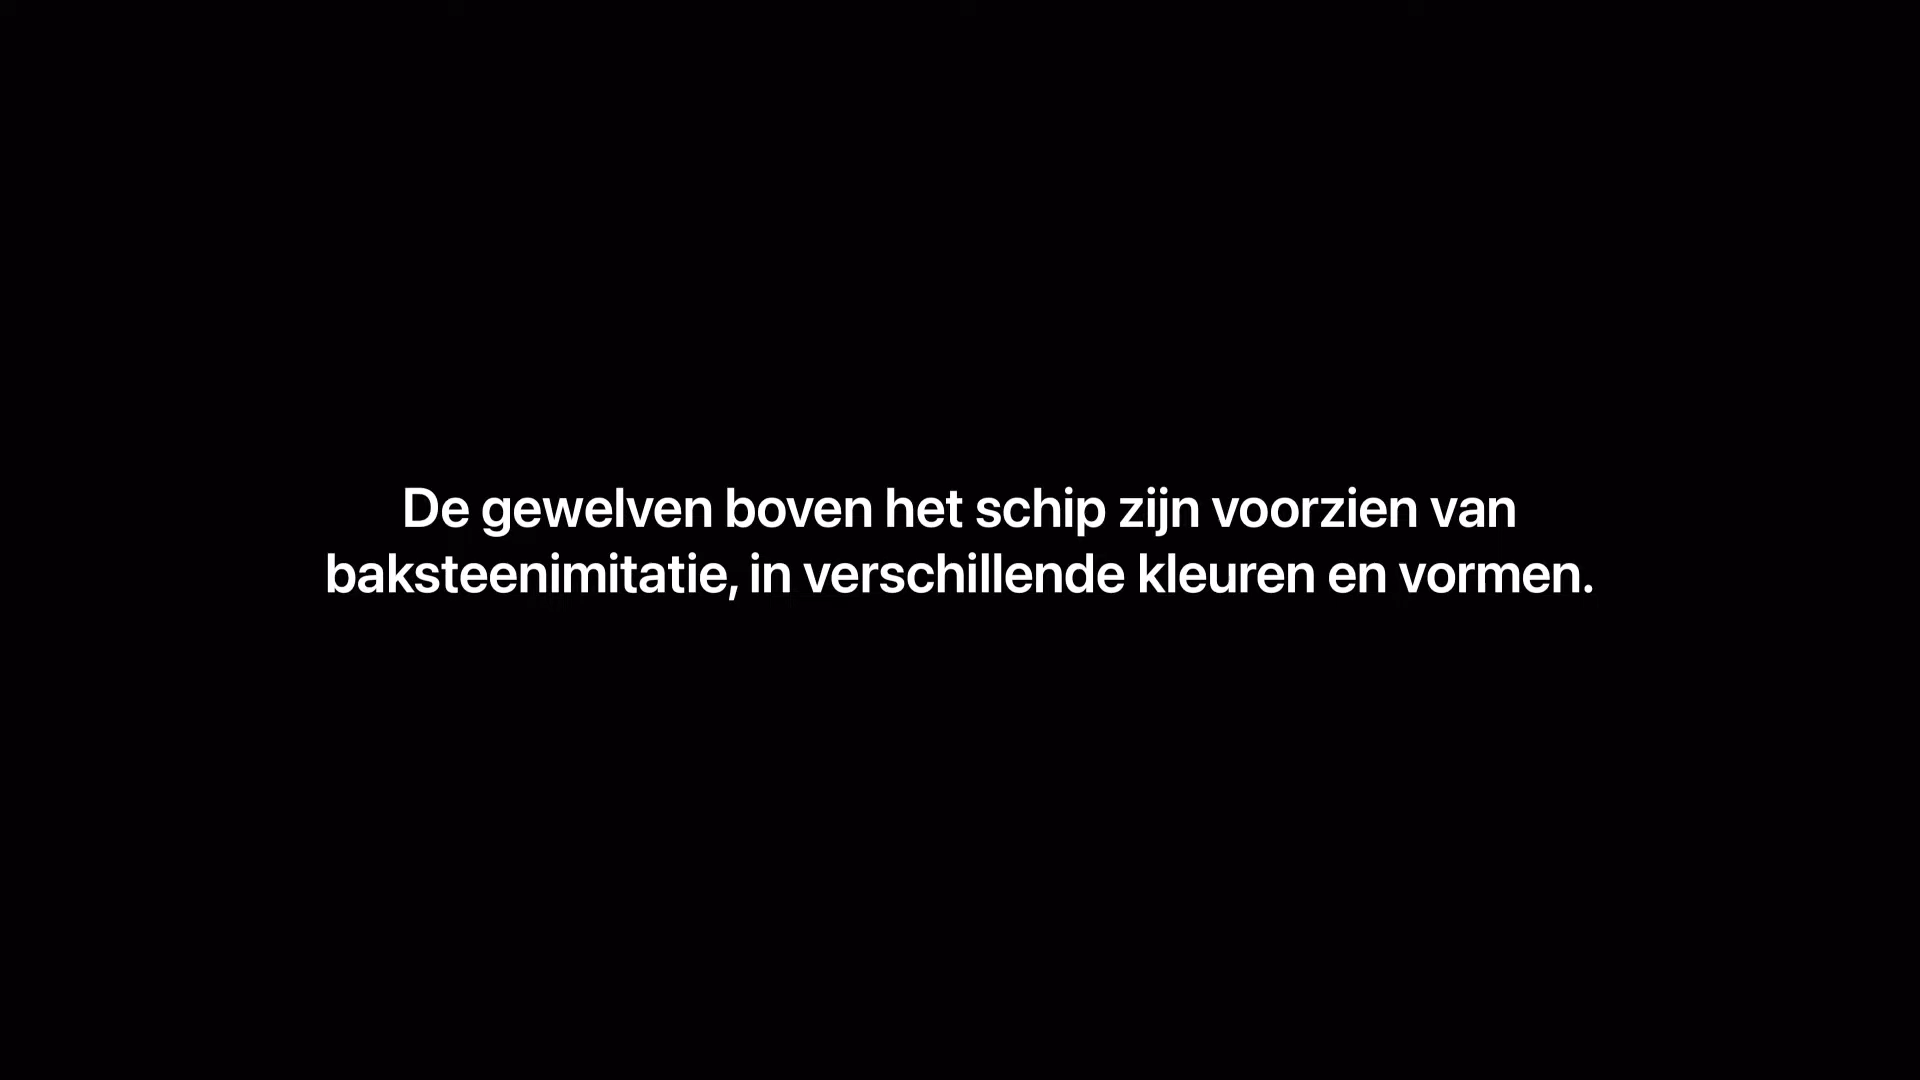 De gewelven boven het schip zijn voorzien van
baksteenimitatie, in verschillende kleuren en vormen.